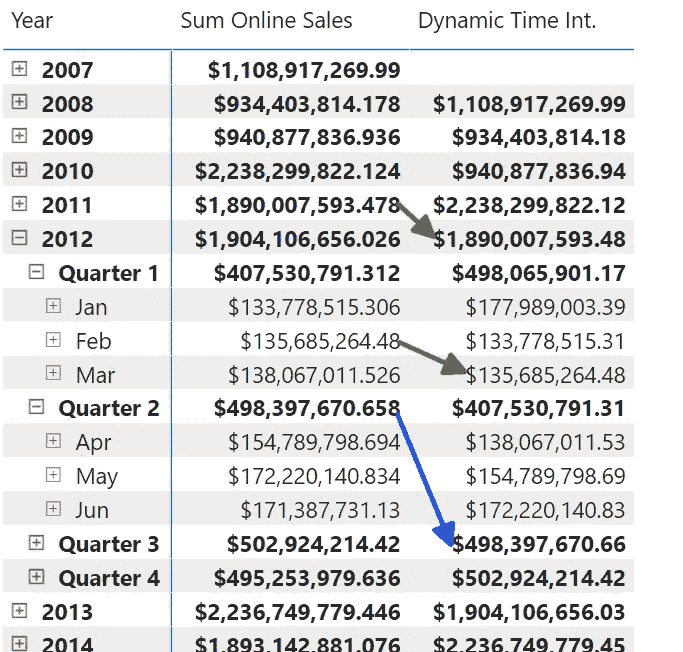 Year Sum Online Sales Dynamic Time Int.
2007 $1,108,917,269.99
2008 $934,403,814.178 $1,108,917,269.99
2009 $940,877,836.936 $934,403,814.18
2010 $2,238,299,822.124 $940,877,836.94
2011 $1,890,007,593.478 $2,238,299,822.12
2012 $1,904,106,656.026 $1,890,007,593.48
Quarter 1 $407,530,791.312 $498,065,901.17
Jan $133,778,515.306 $177,989,003.39
Feb $135,685,264.48 $133,778,515.31
Mar $138,067,011.526 $135,685,264.48
Quarter 2 $498,397,670.658 $407,530,791.31
Apr $154,789,798.694 $138,067,011.53
May $172,220,140.834 $154,789,798.69
Jun $171,387,731.13 $172,220,140.83
Quarter 3 $502,924,214.42 $498,397,670.66
Quarter 4 $495,253,979.636 $502,924,214.42
2013 $2,236,749,779.446 $1,904,106,656.03
2014 $1,893,142,881.076 $2,236,749,779.45